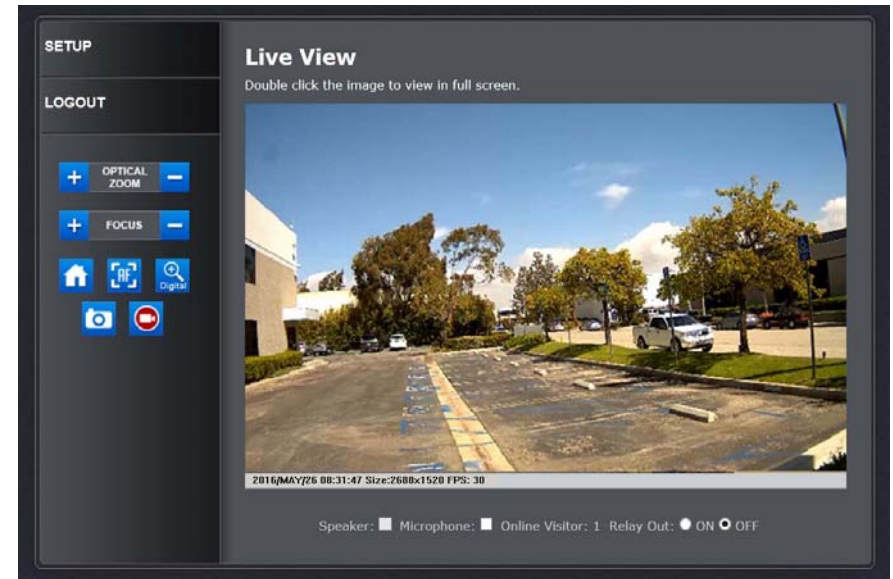 SETUP
LOGOUT
+ OPTICAL ZOOM −
+ FOCUS −
AF
Digital
Live View
Double click the image to view in full screen.
2016/MAY/26 08:31:47 Size:2688x1520 FPS: 30
Speaker: Microphone: Online Visitor: 1 Relay Out: ON OFF